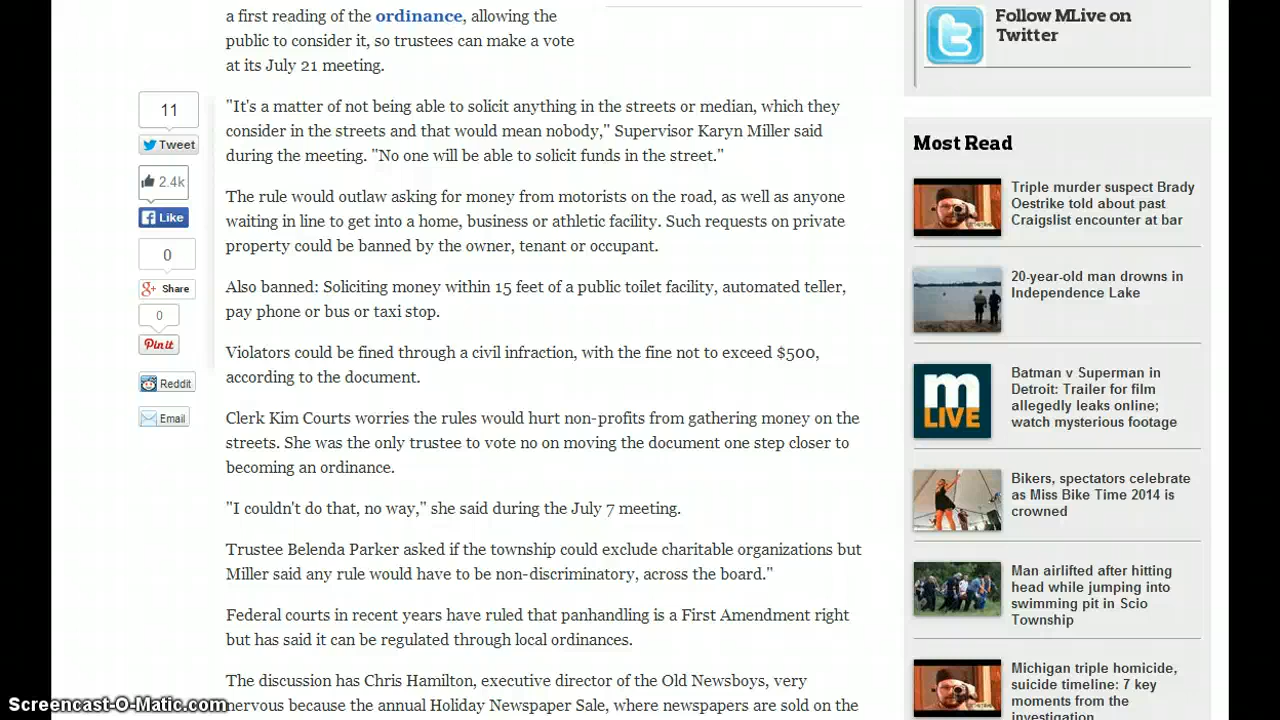 a first reading of the ordinance, allowing the
public to consider it, so trustees can make a vote
at its July 21 meeting.
"It's a matter of not being able to solicit anything in the streets or median, which they
consider in the streets and that would mean nobody," Supervisor Karyn Miller said
during the meeting. "No one will be able to solicit funds in the street."
The rule would outlaw asking for money from motorists on the road, as well as anyone
waiting in line to get into a home, business or athletic facility. Such requests on private
property could be banned by the owner, tenant or occupant.
Also banned: Soliciting money within 15 feet of a public toilet facility, automated teller,
pay phone or bus or taxi stop.
Violators could be fined through a civil infraction, with the fine not to exceed $500,
according to the document.
Clerk Kim Courts worries the rules would hurt non-profits from gathering money on the
streets. She was the only trustee to vote no on moving the document one step closer to
becoming an ordinance.
"I couldn't do that, no way," she said during the July 7 meeting.
Trustee Belenda Parker asked if the township could exclude charitable organizations but
Miller said any rule would have to be non-discriminatory, across the board."
Federal courts in recent years have ruled that panhandling is a First Amendment right
but has said it can be regulated through local ordinances.
The discussion has Chris Hamilton, executive director of the Old Newsboys, very
nervous because the annual Holiday Newspaper Sale, where newspapers are sold on the
11
Tweet
2.4k
Like
0
Share
0
Pin it
Reddit
Email
Follow MLive on
Twitter
Most Read
Triple murder suspect Brady
Oestrike told about past
Craigslist encounter at bar
20-year-old man drowns in
Independence Lake
m
LIVE
Batman v Superman in
Detroit: Trailer for film
allegedly leaks online;
watch mysterious footage
Bikers, spectators celebrate
as Miss Bike Time 2014 is
crowned
Man airlifted after hitting
head while jumping into
swimming pit in Scio
Township
Michigan triple homicide,
suicide timeline: 7 key
moments from the
investigation
Screencast-O-Matic.com